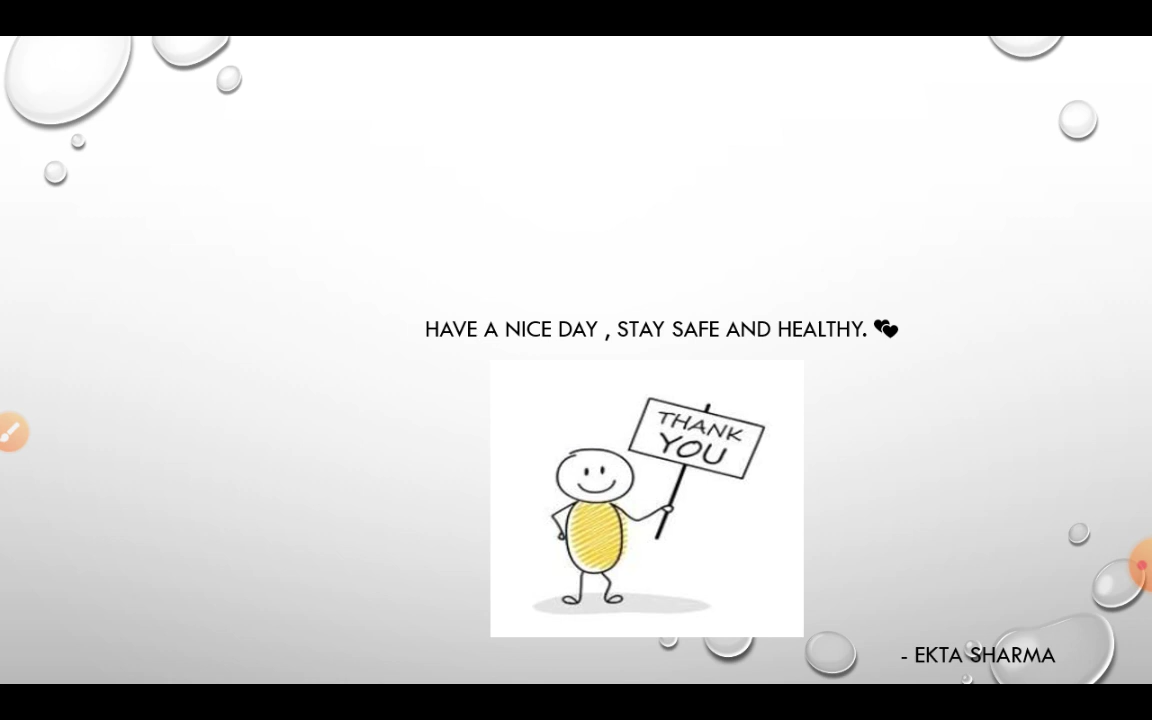 HAVE A NICE DAY , STAY SAFE AND HEALTHY. 💕
THANK
YOU
- EKTA SHARMA